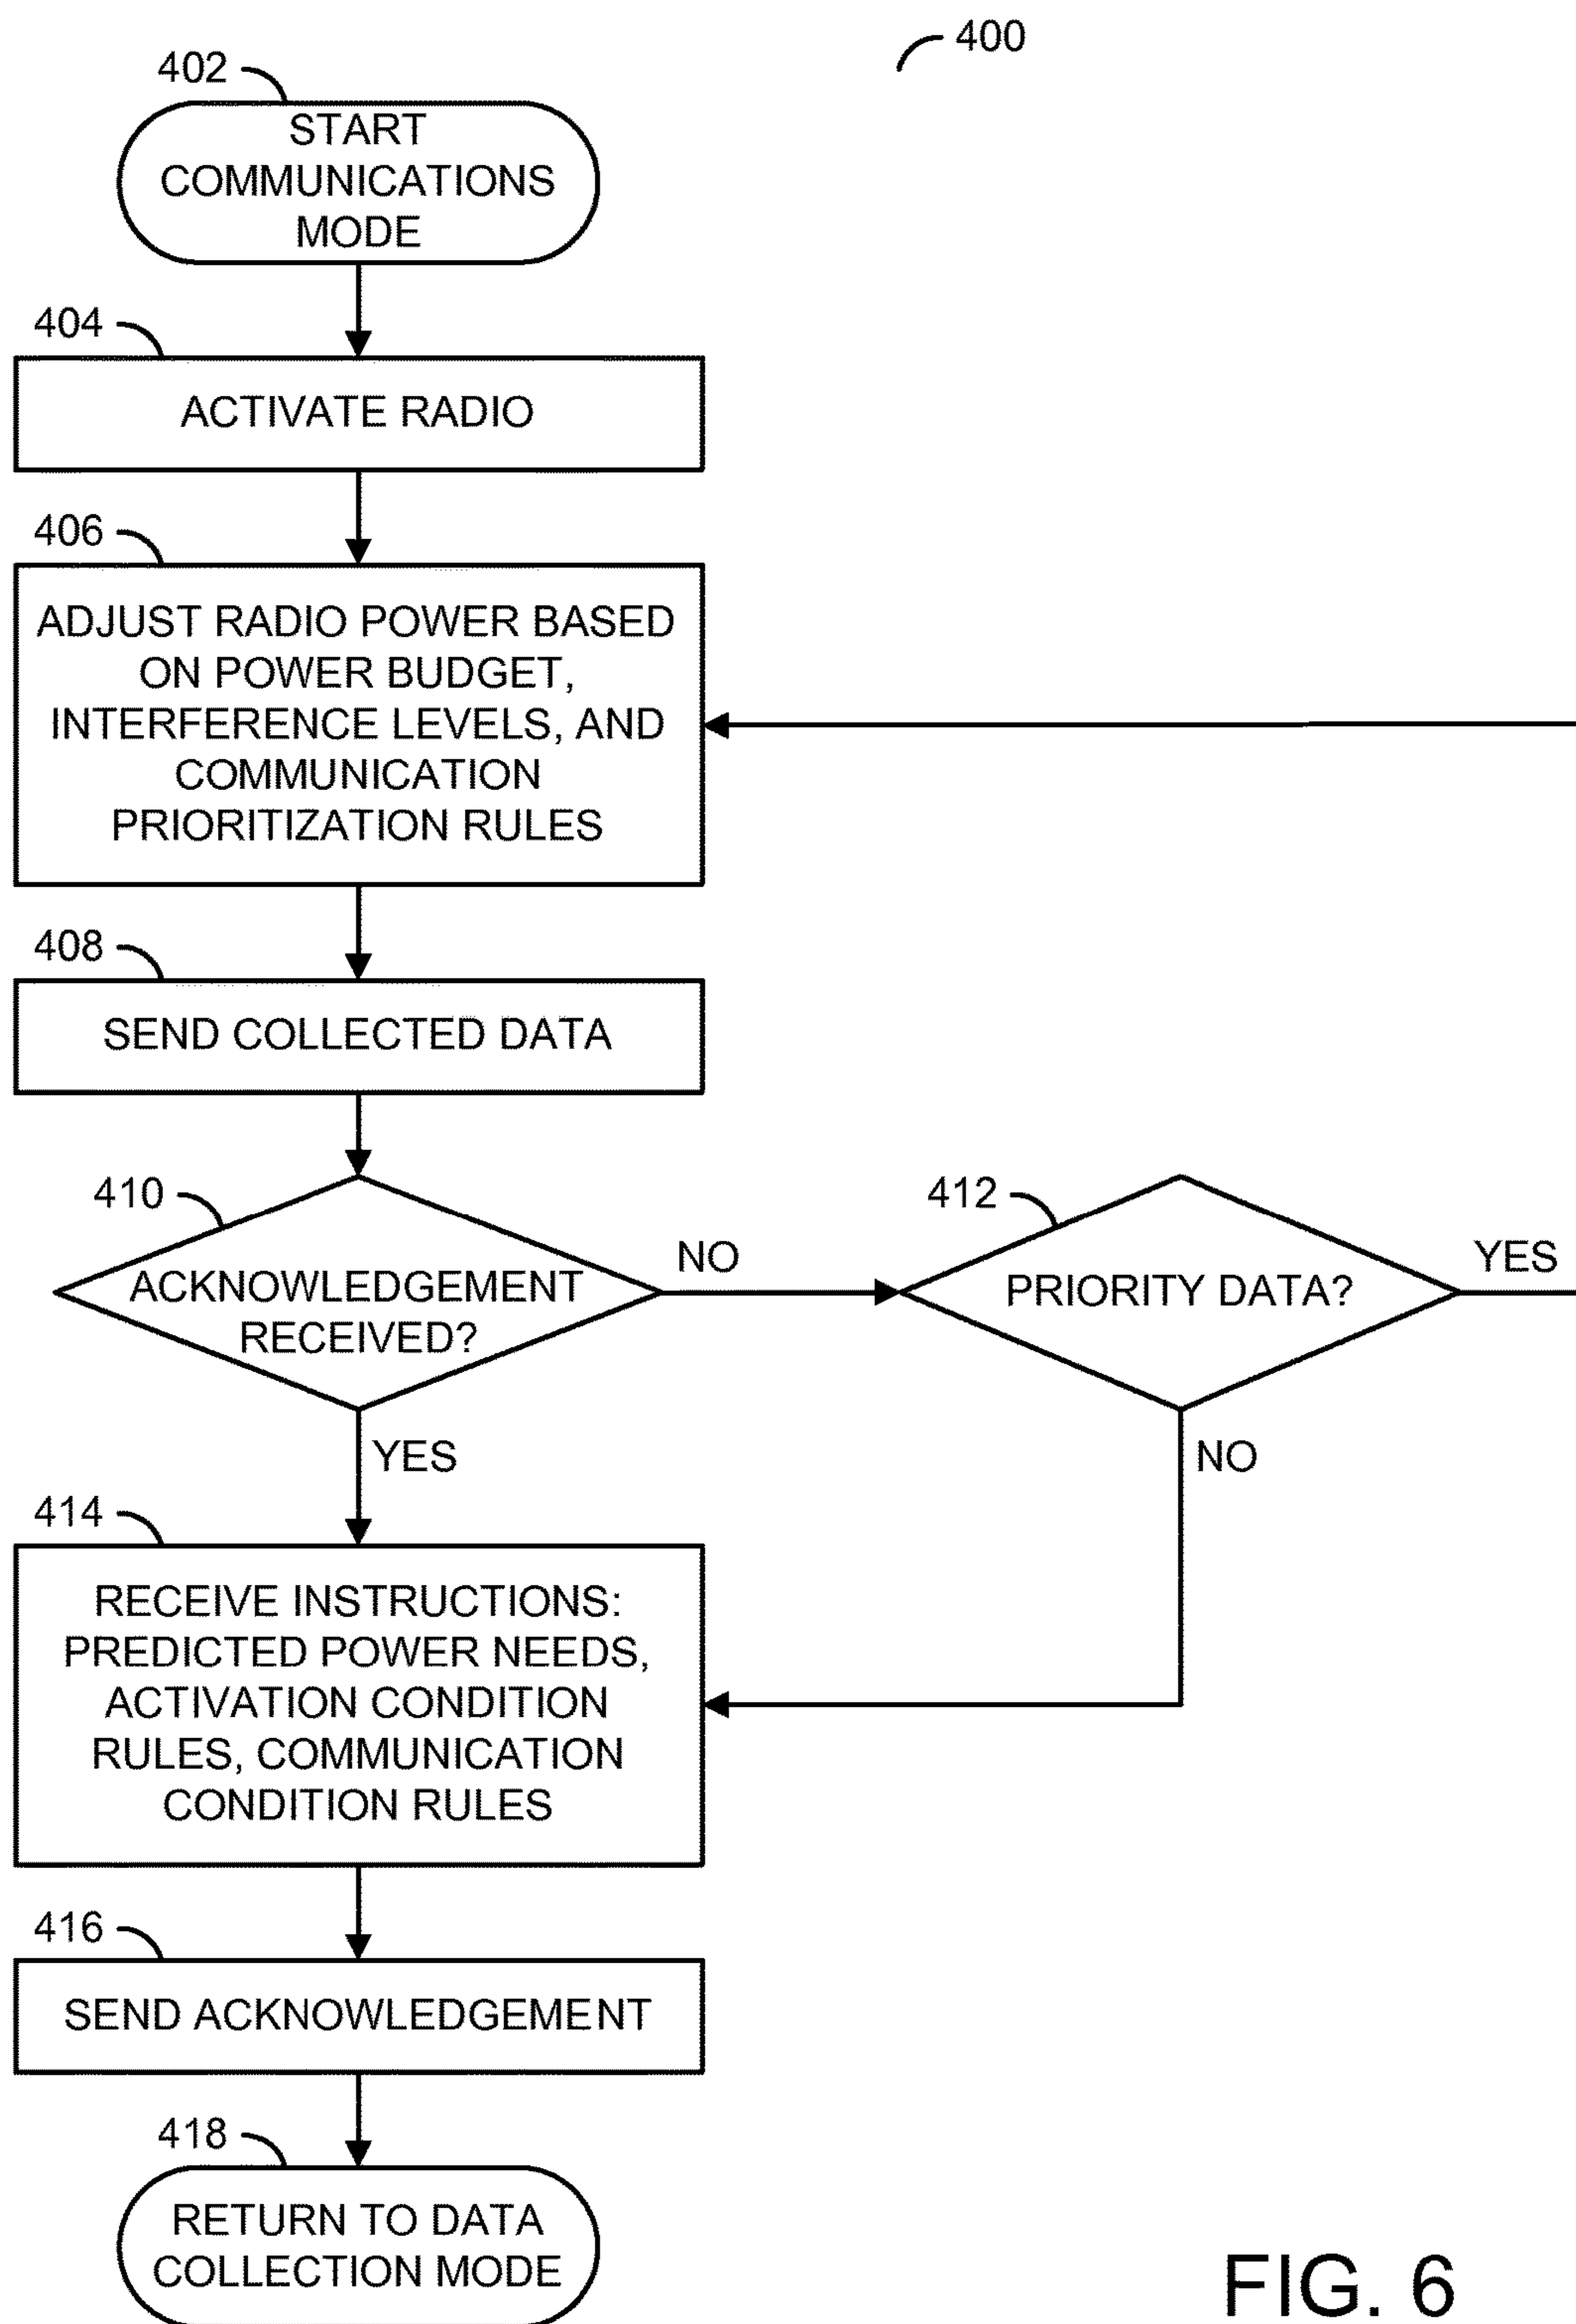 400
402
START
COMMUNICATIONS
MODE
404
ACTIVATE RADIO
406
ADJUST RADIO POWER BASED
ON POWER BUDGET,
INTERFERENCE LEVELS, AND
COMMUNICATION
PRIORITIZATION RULES
408
SEND COLLECTED DATA
410
ACKNOWLEDGEMENT
RECEIVED?
NO
412
PRIORITY DATA?
YES
YES
NO
414
RECEIVE INSTRUCTIONS:
PREDICTED POWER NEEDS,
ACTIVATION CONDITION
RULES, COMMUNICATION
CONDITION RULES
416
SEND ACKNOWLEDGEMENT
418
RETURN TO DATA
COLLECTION MODE
FIG. 6